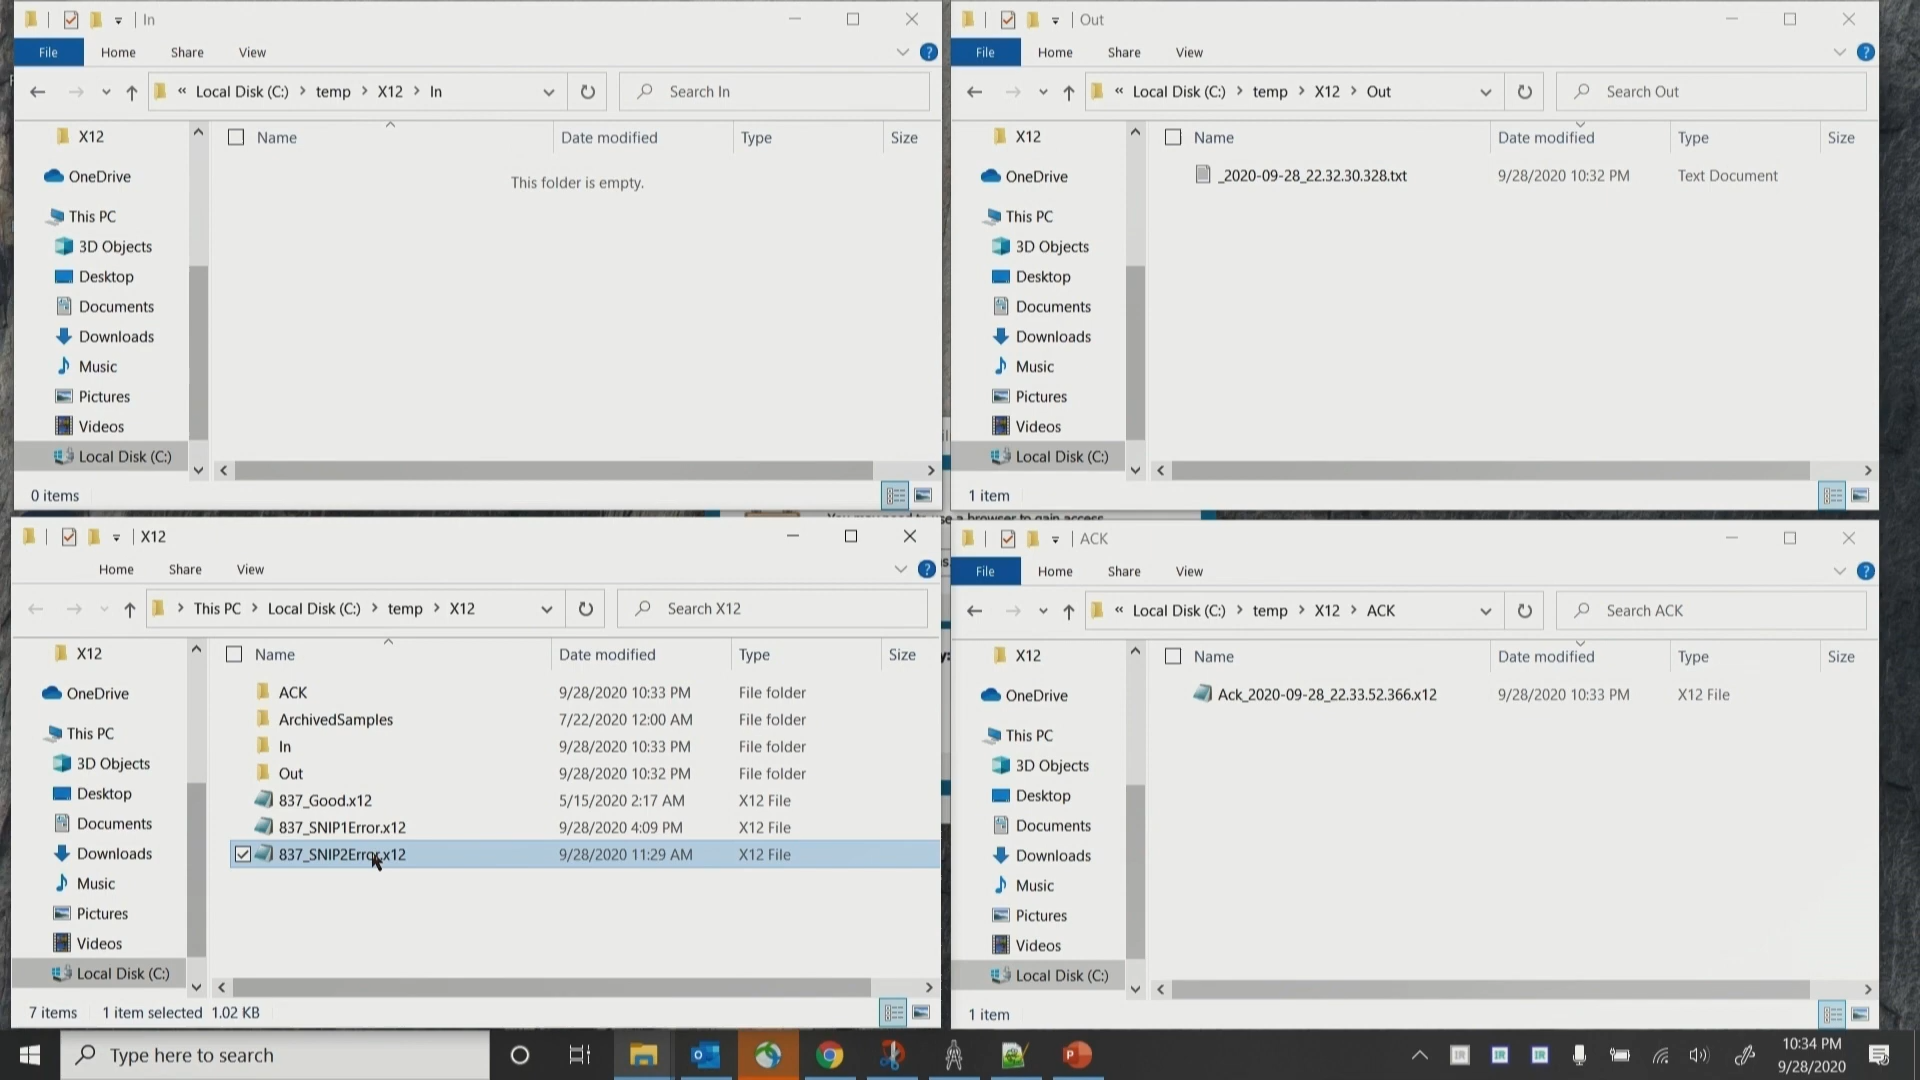 In
File Home Share View
« Local Disk (C:) > temp > X12 > In
Search In
X12
OneDrive
This PC
3D Objects
Desktop
Documents
Downloads
Music
Pictures
Videos
Local Disk (C:)
Name Date modified Type Size
This folder is empty.
0 items
Out
File Home Share View
« Local Disk (C:) > temp > X12 > Out
Search Out
X12
OneDrive
This PC
3D Objects
Desktop
Documents
Downloads
Music
Pictures
Videos
Local Disk (C:)
Name Date modified Type Size
_2020-09-28_22.32.30.328.txt 9/28/2020 10:32 PM Text Document
1 item
X12
Home Share View
> This PC > Local Disk (C:) > temp > X12
Search X12
X12
OneDrive
This PC
3D Objects
Desktop
Documents
Downloads
Music
Pictures
Videos
Local Disk (C:)
Name Date modified Type Size
ACK 9/28/2020 10:33 PM File folder
ArchivedSamples 7/22/2020 12:00 AM File folder
In 9/28/2020 10:33 PM File folder
Out 9/28/2020 10:32 PM File folder
837_Good.x12 5/15/2020 2:17 AM X12 File
837_SNIP1Error.x12 9/28/2020 4:09 PM X12 File
837_SNIP2Error.x12 9/28/2020 11:29 AM X12 File
7 items 1 item selected 1.02 KB
ACK
File Home Share View
« Local Disk (C:) > temp > X12 > ACK
Search ACK
X12
OneDrive
This PC
3D Objects
Desktop
Documents
Downloads
Music
Pictures
Videos
Local Disk (C:)
Name Date modified Type Size
Ack_2020-09-28_22.33.52.366.x12 9/28/2020 10:33 PM X12 File
1 item
Type here to search
10:34 PM
9/28/2020